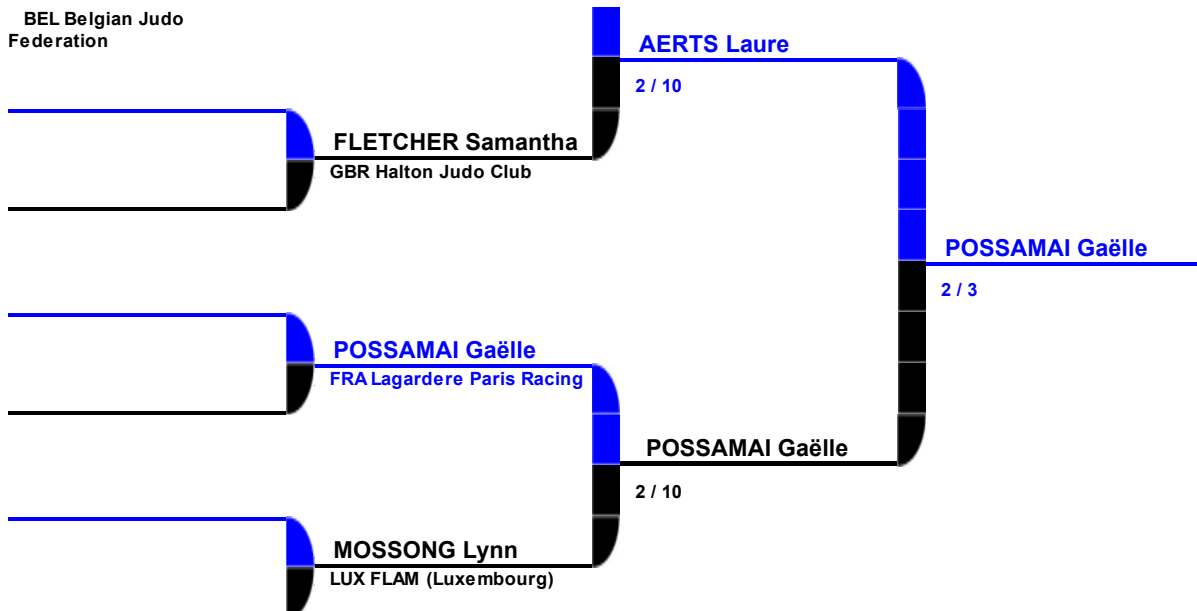 BEL Belgian Judo
Federation
AERTS Laure
2 / 10
FLETCHER Samantha
GBR Halton Judo Club
POSSAMAI Gaëlle
2 / 3
POSSAMAI Gaëlle
FRA Lagardere Paris Racing
POSSAMAI Gaëlle
2 / 10
MOSSONG Lynn
LUX FLAM (Luxembourg)